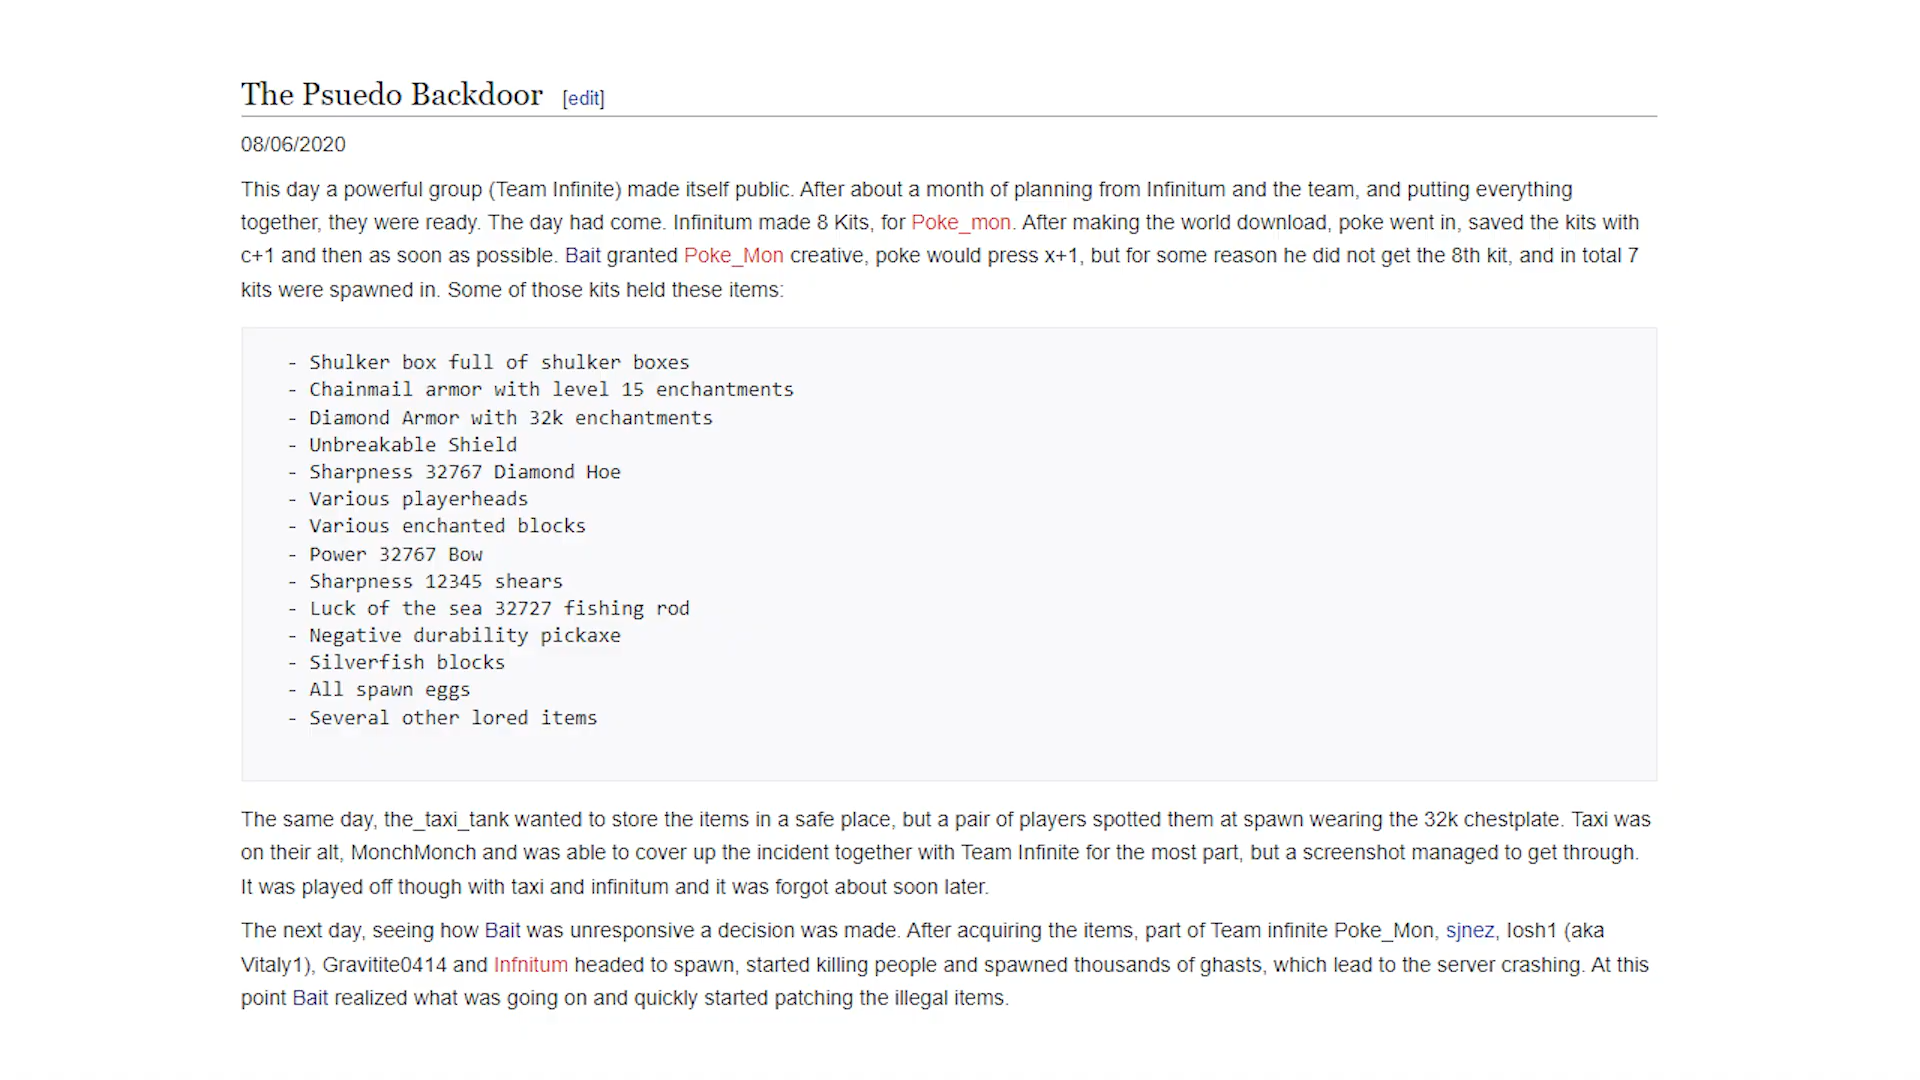 The Psuedo Backdoor [edit]
08/06/2020
This day a powerful group (Team Infinite) made itself public. After about a month of planning from Infinitum and the team, and putting everything
together, they were ready. The day had come. Infinitum made 8 Kits, for Poke_mon. After making the world download, poke went in, saved the kits with
c+1 and then as soon as possible. Bait granted Poke_Mon creative, poke would press x+1, but for some reason he did not get the 8th kit, and in total 7
kits were spawned in. Some of those kits held these items:
- Shulker box full of shulker boxes
- Chainmail armor with level 15 enchantments
- Diamond Armor with 32k enchantments
- Unbreakable Shield
- Sharpness 32767 Diamond Hoe
- Various playerheads
- Various enchanted blocks
- Power 32767 Bow
- Sharpness 12345 shears
- Luck of the sea 32727 fishing rod
- Negative durability pickaxe
- Silverfish blocks
- All spawn eggs
- Several other lored items
The same day, the_taxi_tank wanted to store the items in a safe place, but a pair of players spotted them at spawn wearing the 32k chestplate. Taxi was
on their alt, MonchMonch and was able to cover up the incident together with Team Infinite for the most part, but a screenshot managed to get through.
It was played off though with taxi and infinitum and it was forgot about soon later.
The next day, seeing how Bait was unresponsive a decision was made. After acquiring the items, part of Team infinite Poke_Mon, sjnez, Iosh1 (aka
Vitaly1), Gravitite0414 and Infnitum headed to spawn, started killing people and spawned thousands of ghasts, which lead to the server crashing. At this
point Bait realized what was going on and quickly started patching the illegal items.